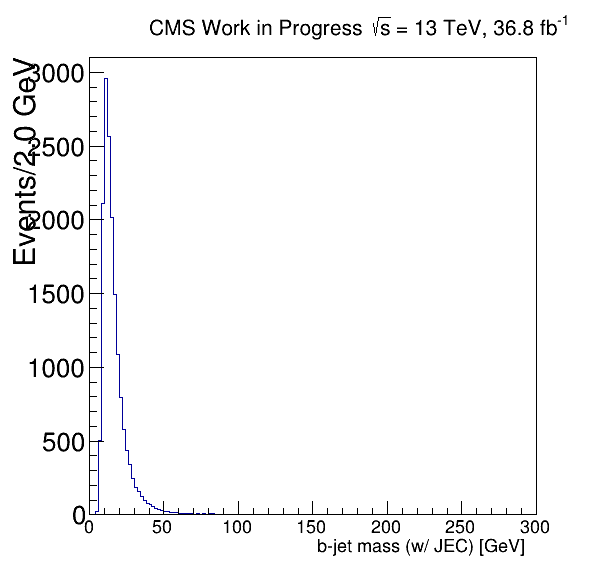 CMS Work in Progress √s = 13 TeV, 36.8 fb⁻¹
Events/2.0 GeV
3000
2500
2000
1500
1000
500
0
0 50 100 150 200 250 300
b-jet mass (w/ JEC) [GeV]